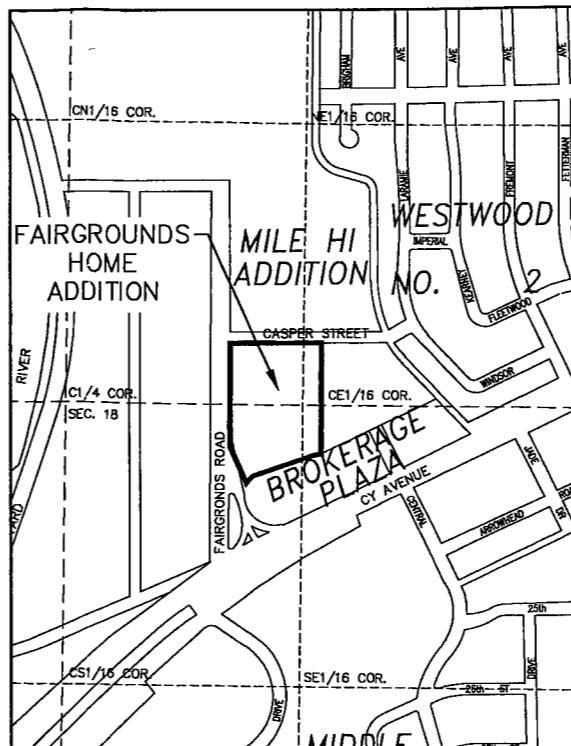 BRIGHAM
AVE
AVE
AVE
CN1/16 COR.
NE1/16 COR.
LARAMIE
FREMONT
FETTERMAN
WESTWOOD
FAIRGROUNDS
HOME
ADDITION
MILE HI
ADDITION
IMPERIAL
NO. 2
KEARNEY
FLEETWOOD
CASPER STREET
RIVER
WINDSOR
C1/4 COR.
SEC. 18
CE1/16 COR.
BROKERAGE
PLAZA
FAIRGRONDS ROAD
CY AVENUE
JADE
CENTRAL
ARROWHEAD
DR
25th
CS1/16 COR.
SE1/16 COR.
26th ST
DRIVE
DRIVE
MIDDLE